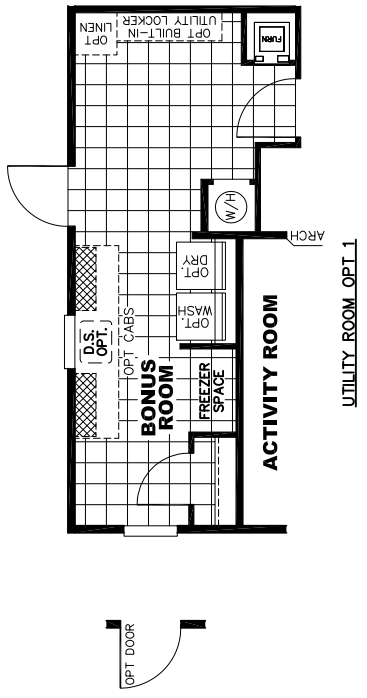 OPT
LINEN
OPT BUILT-IN
UTILITY LOCKER
FURN
W/H
ARCH
OPT.
DRY
OPT.
WASH
D.S.
OPT.
OPT CABS
BONUS
ROOM
FREEZER
SPACE
ACTIVITY ROOM
UTILITY ROOM OPT 1
OPT DOOR